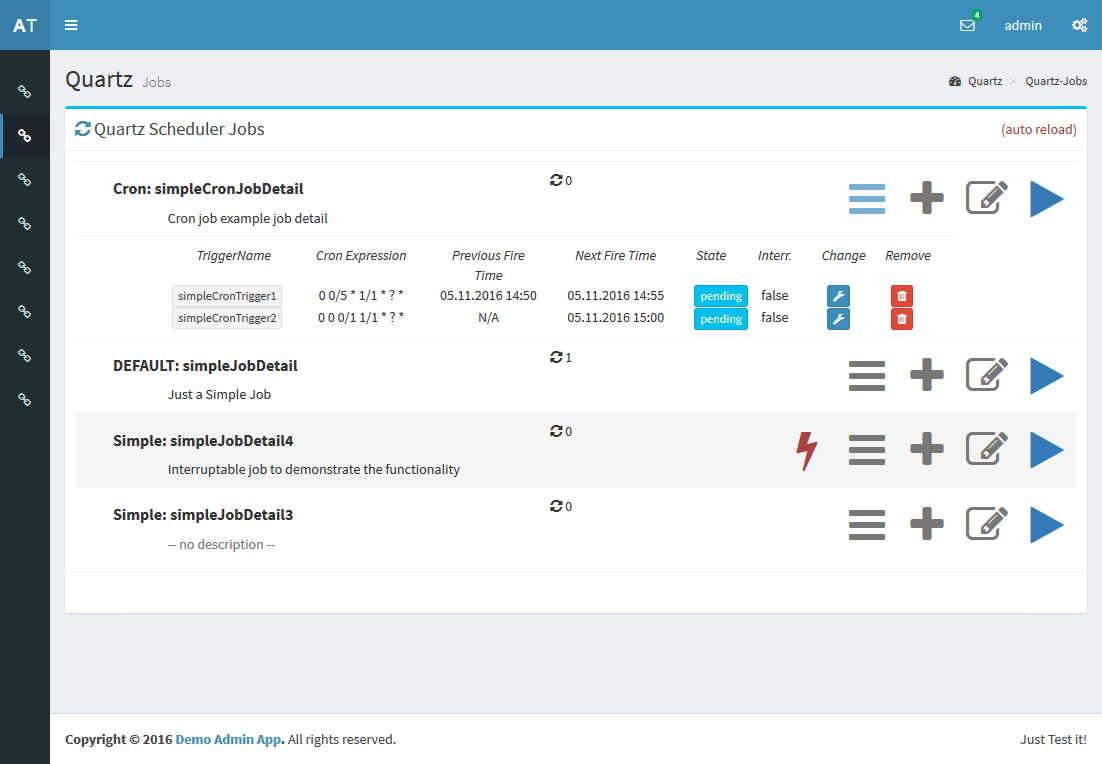 AT
4
admin
Quartz Jobs
Quartz > Quartz-Jobs
Quartz Scheduler Jobs
(auto reload)
Cron: simpleCronJobDetail
0
Cron job example job detail
TriggerName Cron Expression Previous Fire Time Next Fire Time State Interr. Change Remove
simpleCronTrigger1 0 0/5 * 1/1 * ? * 05.11.2016 14:50 05.11.2016 14:55 pending false
simpleCronTrigger2 0 0 0/1 1/1 * ? * N/A 05.11.2016 15:00 pending false
DEFAULT: simpleJobDetail
1
Just a Simple Job
Simple: simpleJobDetail4
0
Interruptable job to demonstrate the functionality
Simple: simpleJobDetail3
0
-- no description --
Copyright © 2016 Demo Admin App. All rights reserved.
Just Test it!